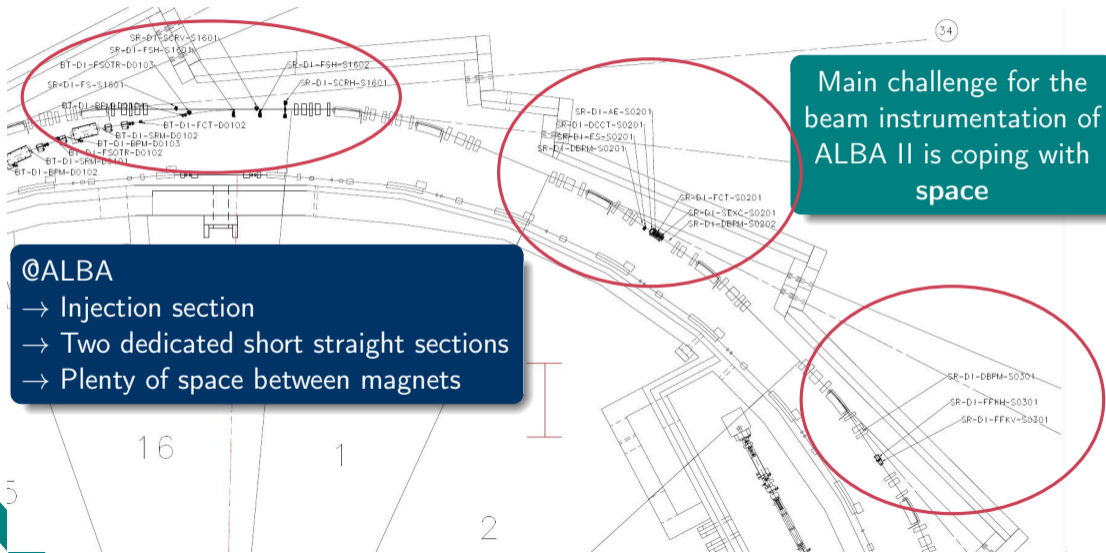 SR-DI-SCRV-S1601
SR-DI-FSH-S1601
BT-DI-FSOTR-D0103
SR-DI-FS-S1601
SR-DI-FSH-S1602
SR-DI-SCRH-S1601
BT-DI-FCT-D0102
BT-DI-SRM-D0102
BT-DI-BPM-D0103
BT-DI-FSOTR-D0102
BT-DI-SRM-D0101
BT-DI-BPM-D0102
34
SR-DI-AE-S0201
SR-DI-DCCT-S0201
SR-DI-FS-S0201
SR-DI-DBPM-S0201
SR-DI-FCT-S0201
SR-DI-SEXC-S0201
SR-DI-DBPM-S0202
Main challenge for the
beam instrumentation of
ALBA II is coping with
space
@ALBA
→ Injection section
→ Two dedicated short straight sections
→ Plenty of space between magnets
SR-DI-DBPM-S0301
SR-DI-FFKH-S0301
SR-DI-FFKV-S0301
16
1
2
5